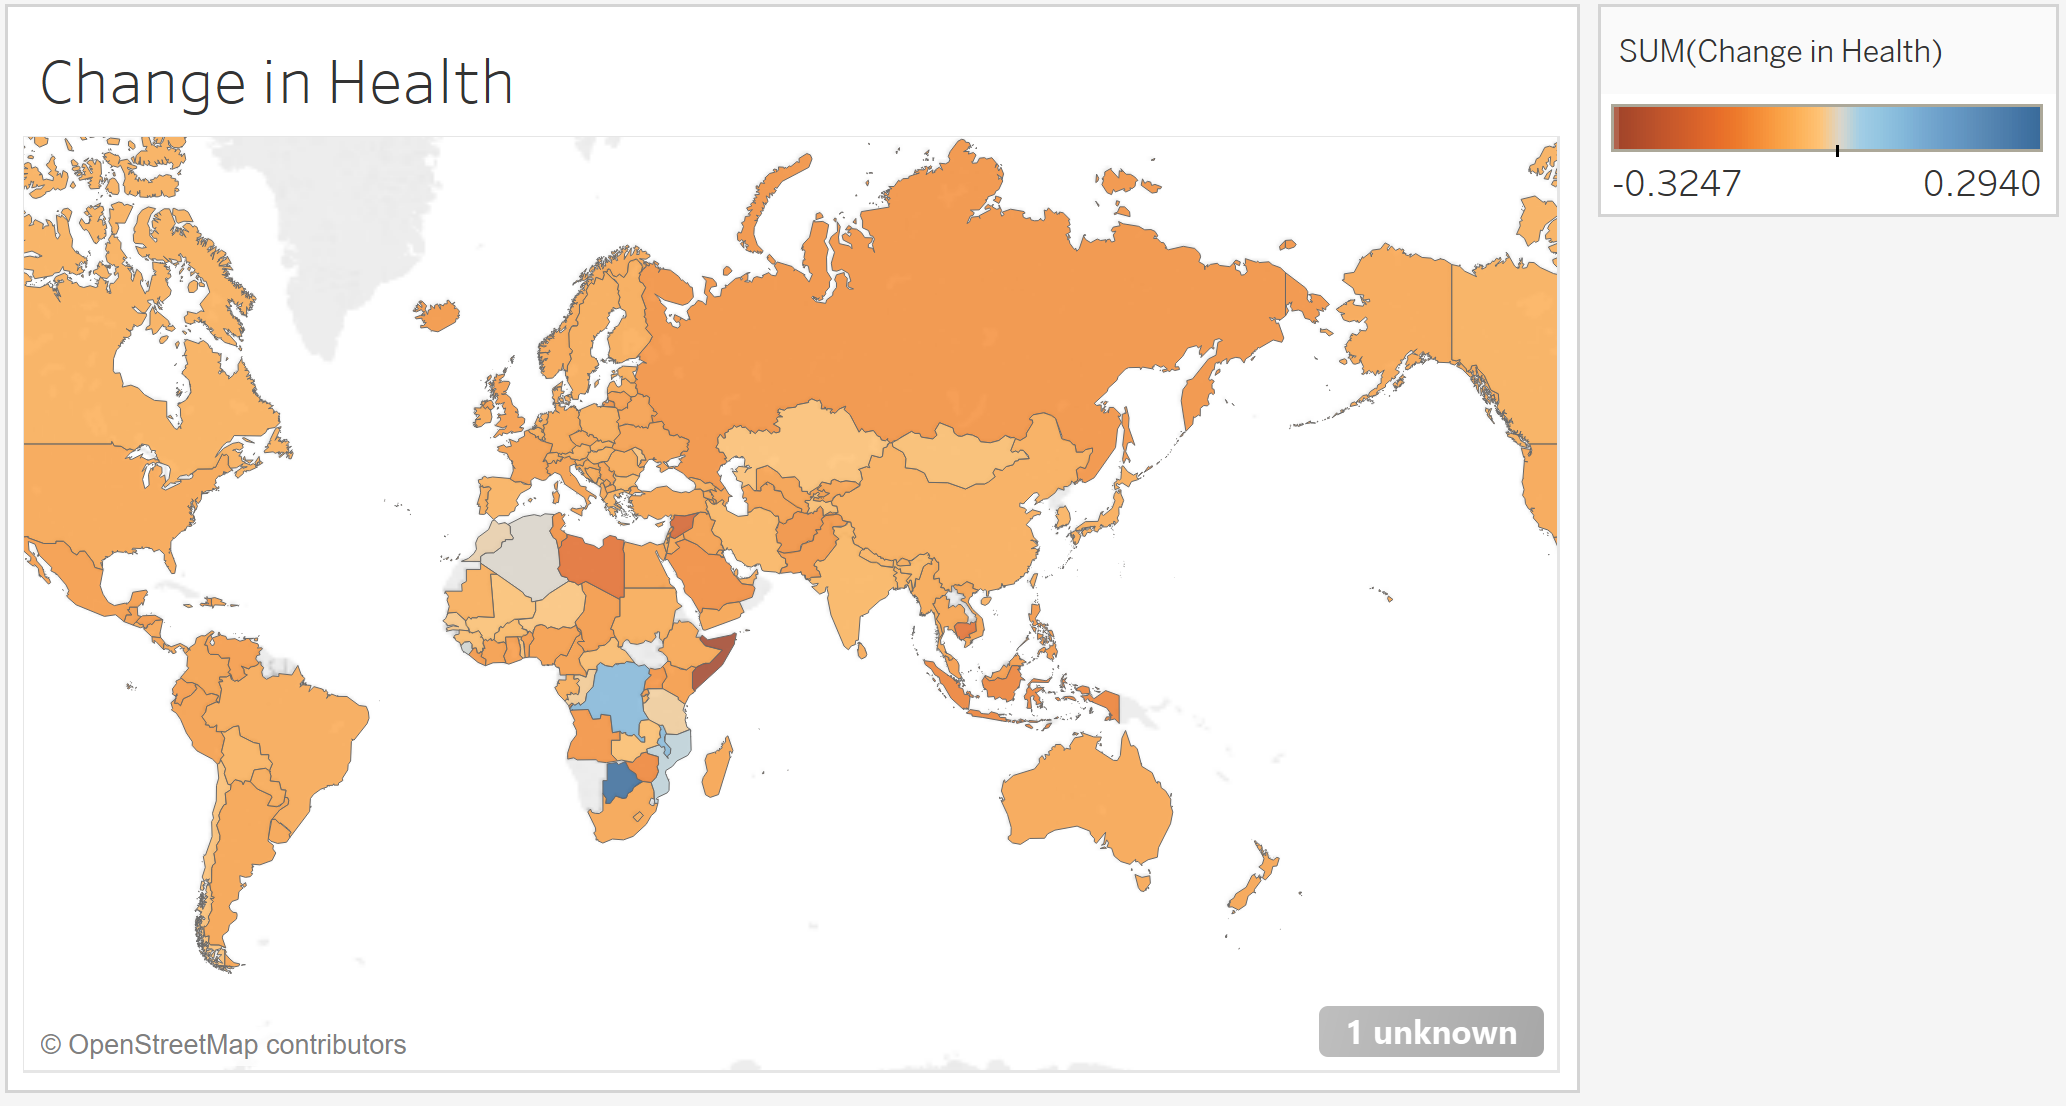 Change in Health
SUM(Change in Health)
-0.3247 0.2940
© OpenStreetMap contributors
1 unknown